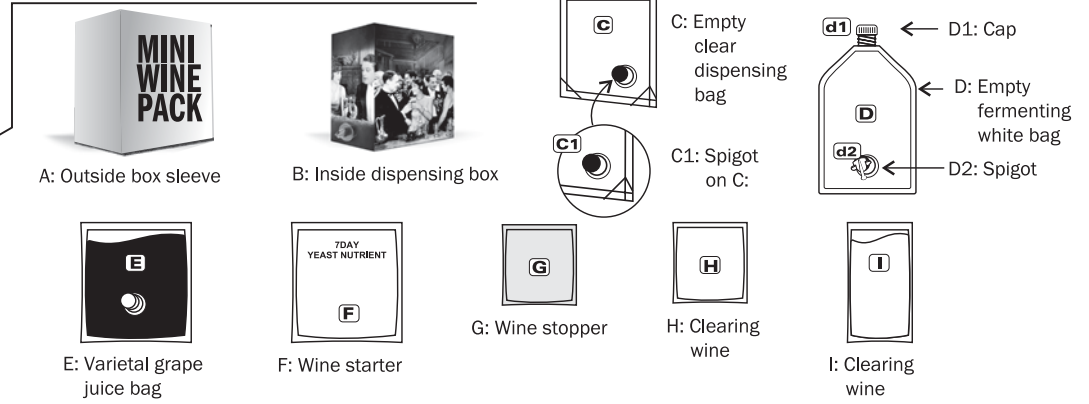 MINI
WINE
PACK
A: Outside box sleeve
B: Inside dispensing box
C
C: Empty
clear
dispensing
bag
C1
C1: Spigot
on C:
d1
D1: Cap
D
D: Empty
fermenting
white bag
d2
D2: Spigot
E
E: Varietal grape
juice bag
7DAY
YEAST NUTRIENT
F
F: Wine starter
G
G: Wine stopper
H
H: Clearing
wine
I
I: Clearing
wine